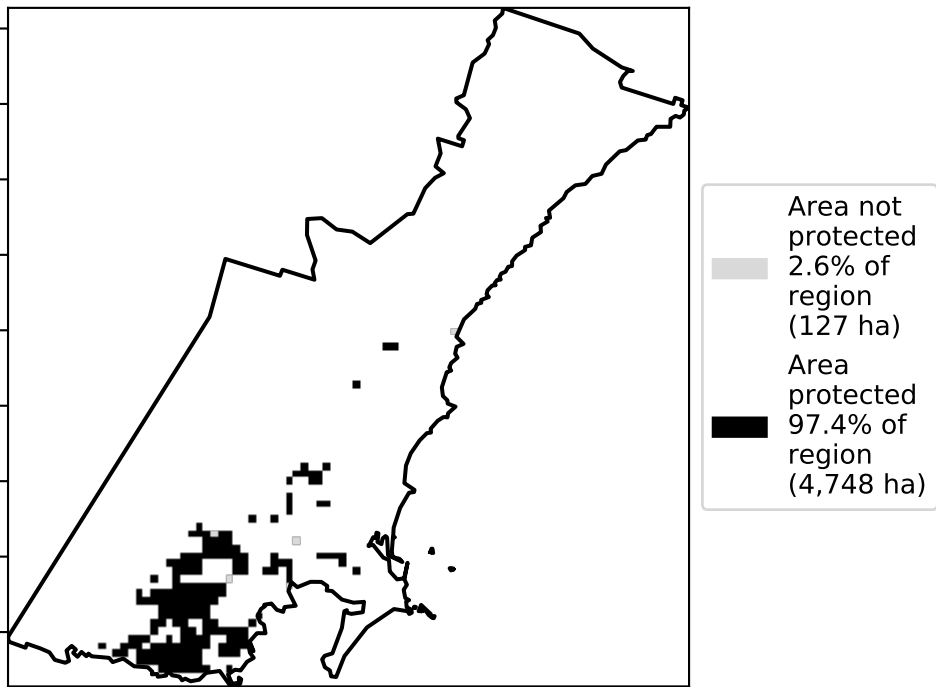 Area not
protected
2.6% of
region
(127 ha)
Area
protected
97.4% of
region
(4,748 ha)